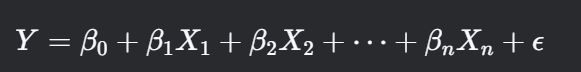 Y = β₀ + β₁X₁ + β₂X₂ + ⋯ + βₙXₙ + ϵ